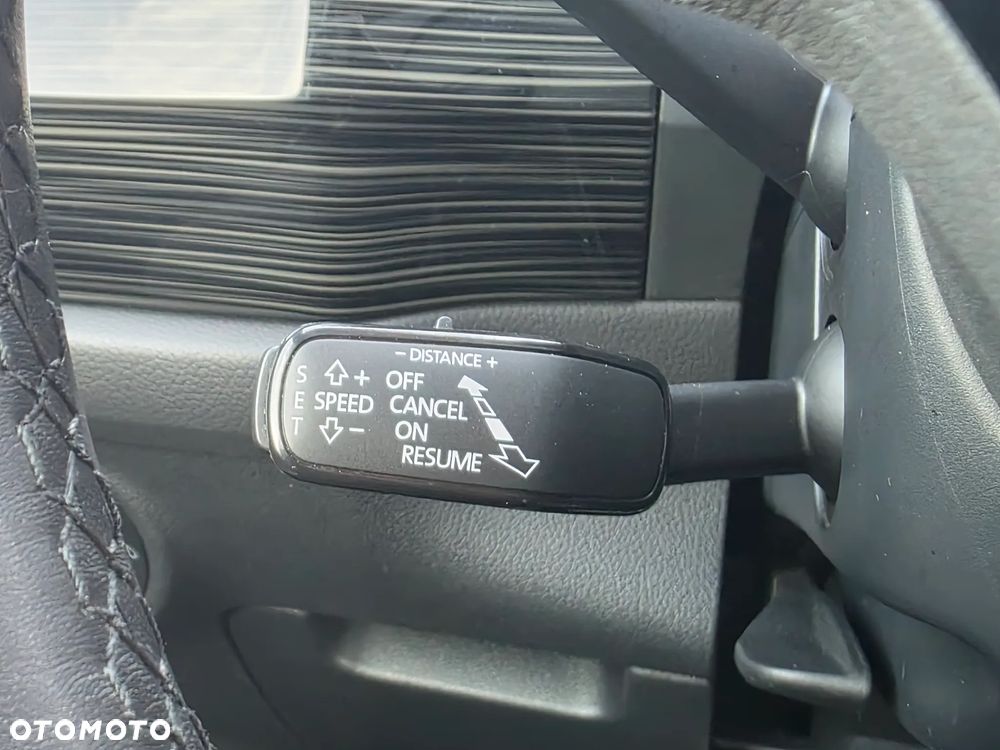 - DISTANCE +
S
E
T
+ OFF
SPEED CANCEL
- ON
RESUME
OTOMOTO